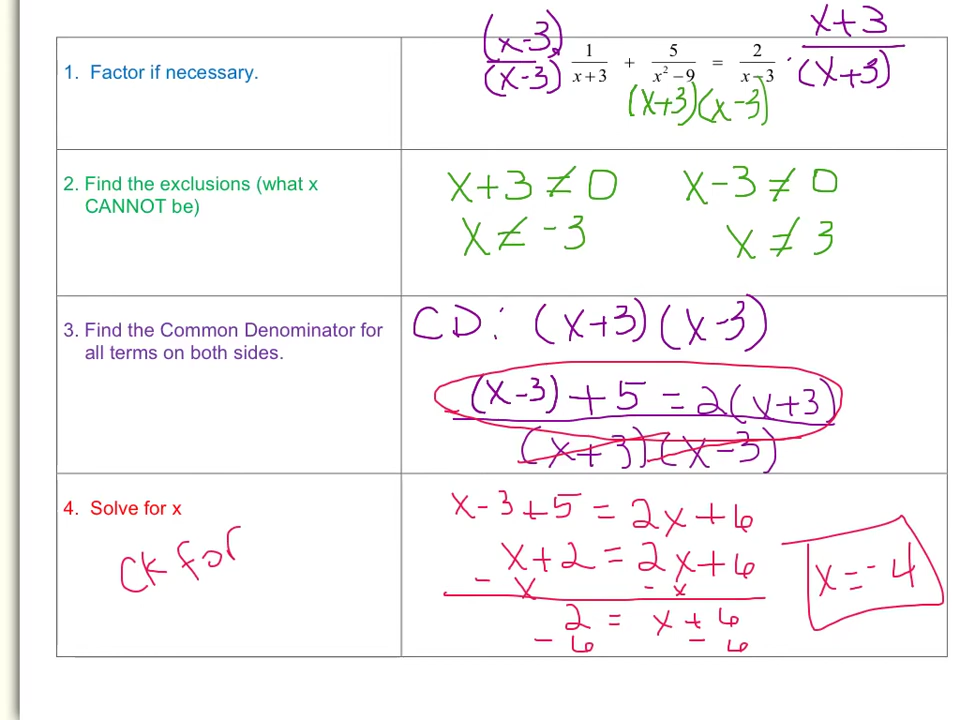 1. Factor if necessary.
(x-3)/(x-3) · 1/(x+3) + 5/(x²-9) = 2/(x-3) · (x+3)/(x+3)
(x+3)(x-3)
2. Find the exclusions (what x
CANNOT be)
x+3 ≠ 0 x-3 ≠ 0
x ≠ -3 x ≠ 3
3. Find the Common Denominator for
all terms on both sides.
CD: (x+3)(x-3)
(x-3)+5 = 2(x+3)
(x+3)(x-3)
4. Solve for x
CK for
x-3+5 = 2x+6
x+2 = 2x+6
-x -x
2 = x+6
-6 -6
x=-4